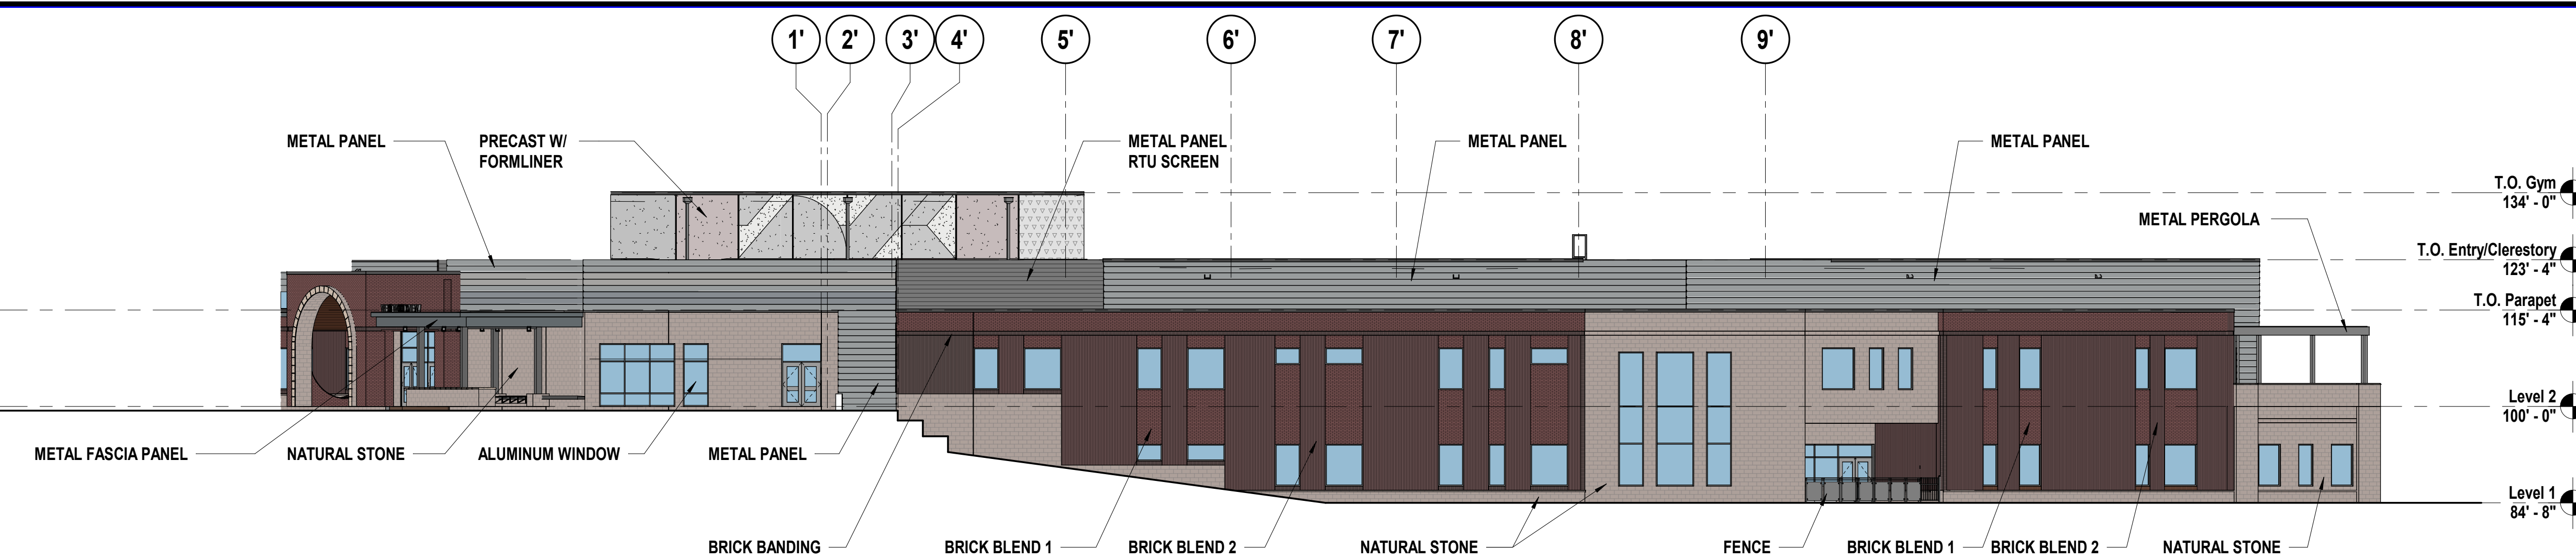 1' 2' 3' 4' 5' 6' 7' 8' 9'
METAL PANEL
PRECAST W/
FORMLINER
METAL PANEL
RTU SCREEN
METAL PANEL
METAL PANEL
T.O. Gym
134' - 0"
METAL PERGOLA
T.O. Entry/Clerestory
123' - 4"
T.O. Parapet
115' - 4"
Level 2
100' - 0"
METAL FASCIA PANEL
NATURAL STONE
ALUMINUM WINDOW
METAL PANEL
Level 1
84' - 8"
BRICK BANDING
BRICK BLEND 1
BRICK BLEND 2
NATURAL STONE
FENCE
BRICK BLEND 1
BRICK BLEND 2
NATURAL STONE